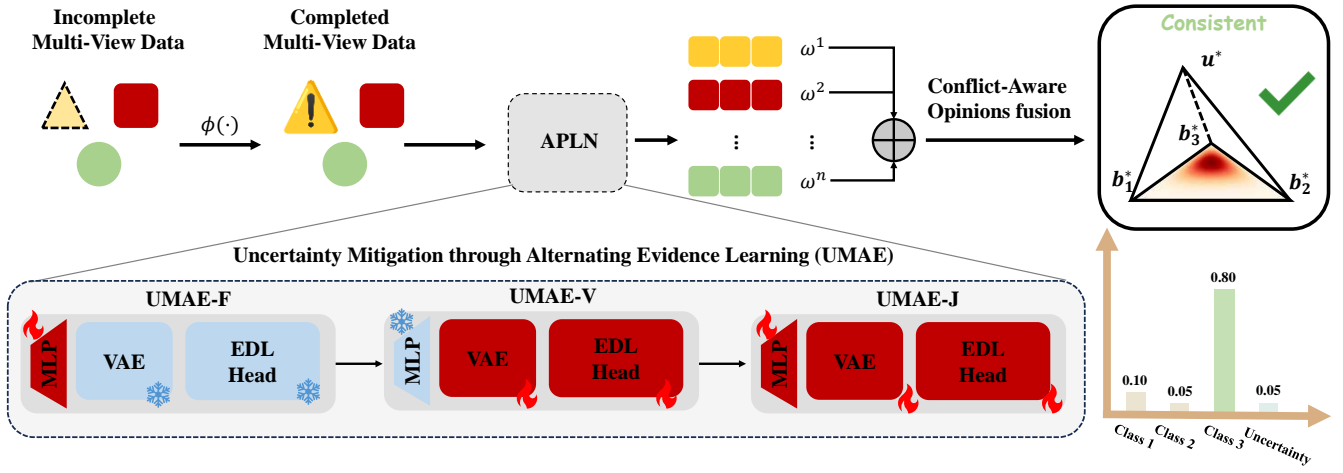 Incomplete
Multi-View Data
Completed
Multi-View Data
ϕ(·)
APLN
ω¹
ω²
⋮ ⋮
ωⁿ
Conflict-Aware
Opinions fusion
Consistent
u*
b₃*
b₁*
b₂*
Uncertainty Mitigation through Alternating Evidence Learning (UMAE)
UMAE-F
MLP
VAE
EDL
Head
UMAE-V
MLP
VAE
EDL
Head
UMAE-J
MLP
VAE
EDL
Head
0.10
0.05
0.80
0.05
Class 1
Class 2
Class 3
Uncertainty